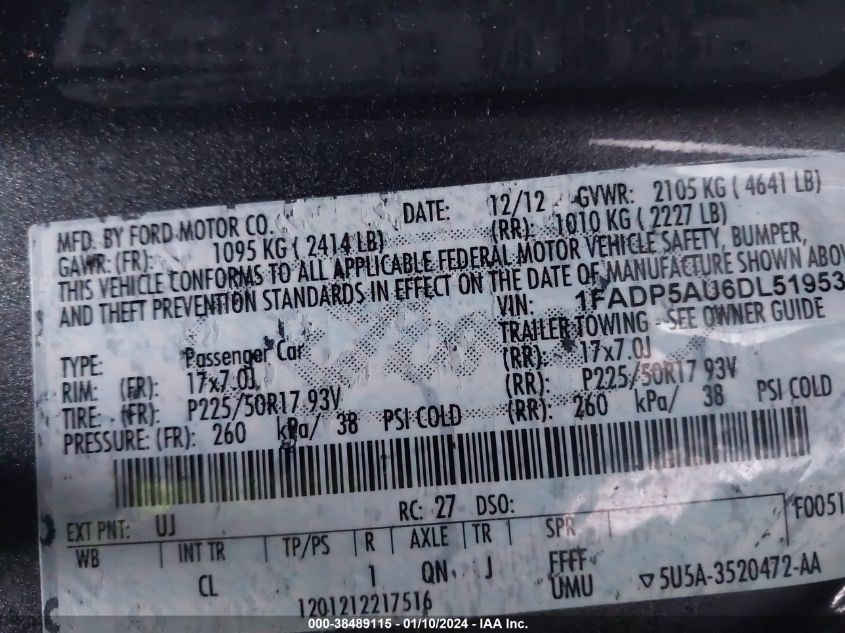 MFD. BY FORD MOTOR CO. DATE: 12/12 GVWR: 2105 KG ( 4641 LB)
GAWR: (FR): 1095 KG ( 2414 LB) (RR): 1010 KG ( 2227 LB)
THIS VEHICLE CONFORMS TO ALL APPLICABLE FEDERAL MOTOR VEHICLE SAFETY, BUMPER,
AND THEFT PREVENTION STANDARDS IN EFFECT ON THE DATE OF MANUFACTURE SHOWN ABOV
VIN: 1FADP5AU6DL51953
TYPE: Passenger Car TRAILER TOWING - SEE OWNER GUIDE
RIM: (FR): 17x7.0J (RR): 17x7.0J
TIRE: (FR): P225/50R17 93V (RR): P225/50R17 93V
PRESSURE: (FR): 260 kPa/ 38 PSI COLD (RR): 260 kPa/ 38 PSI COLD
EXT PNT: UJ RC: 27 DSO: F0051
WB INT TR TP/PS R AXLE TR SPR
CL 1 QN J FFFF
UMU
1201212217516 ▽5U5A-3520472-AA
000-38489115 - 01/10/2024 - IAA Inc.